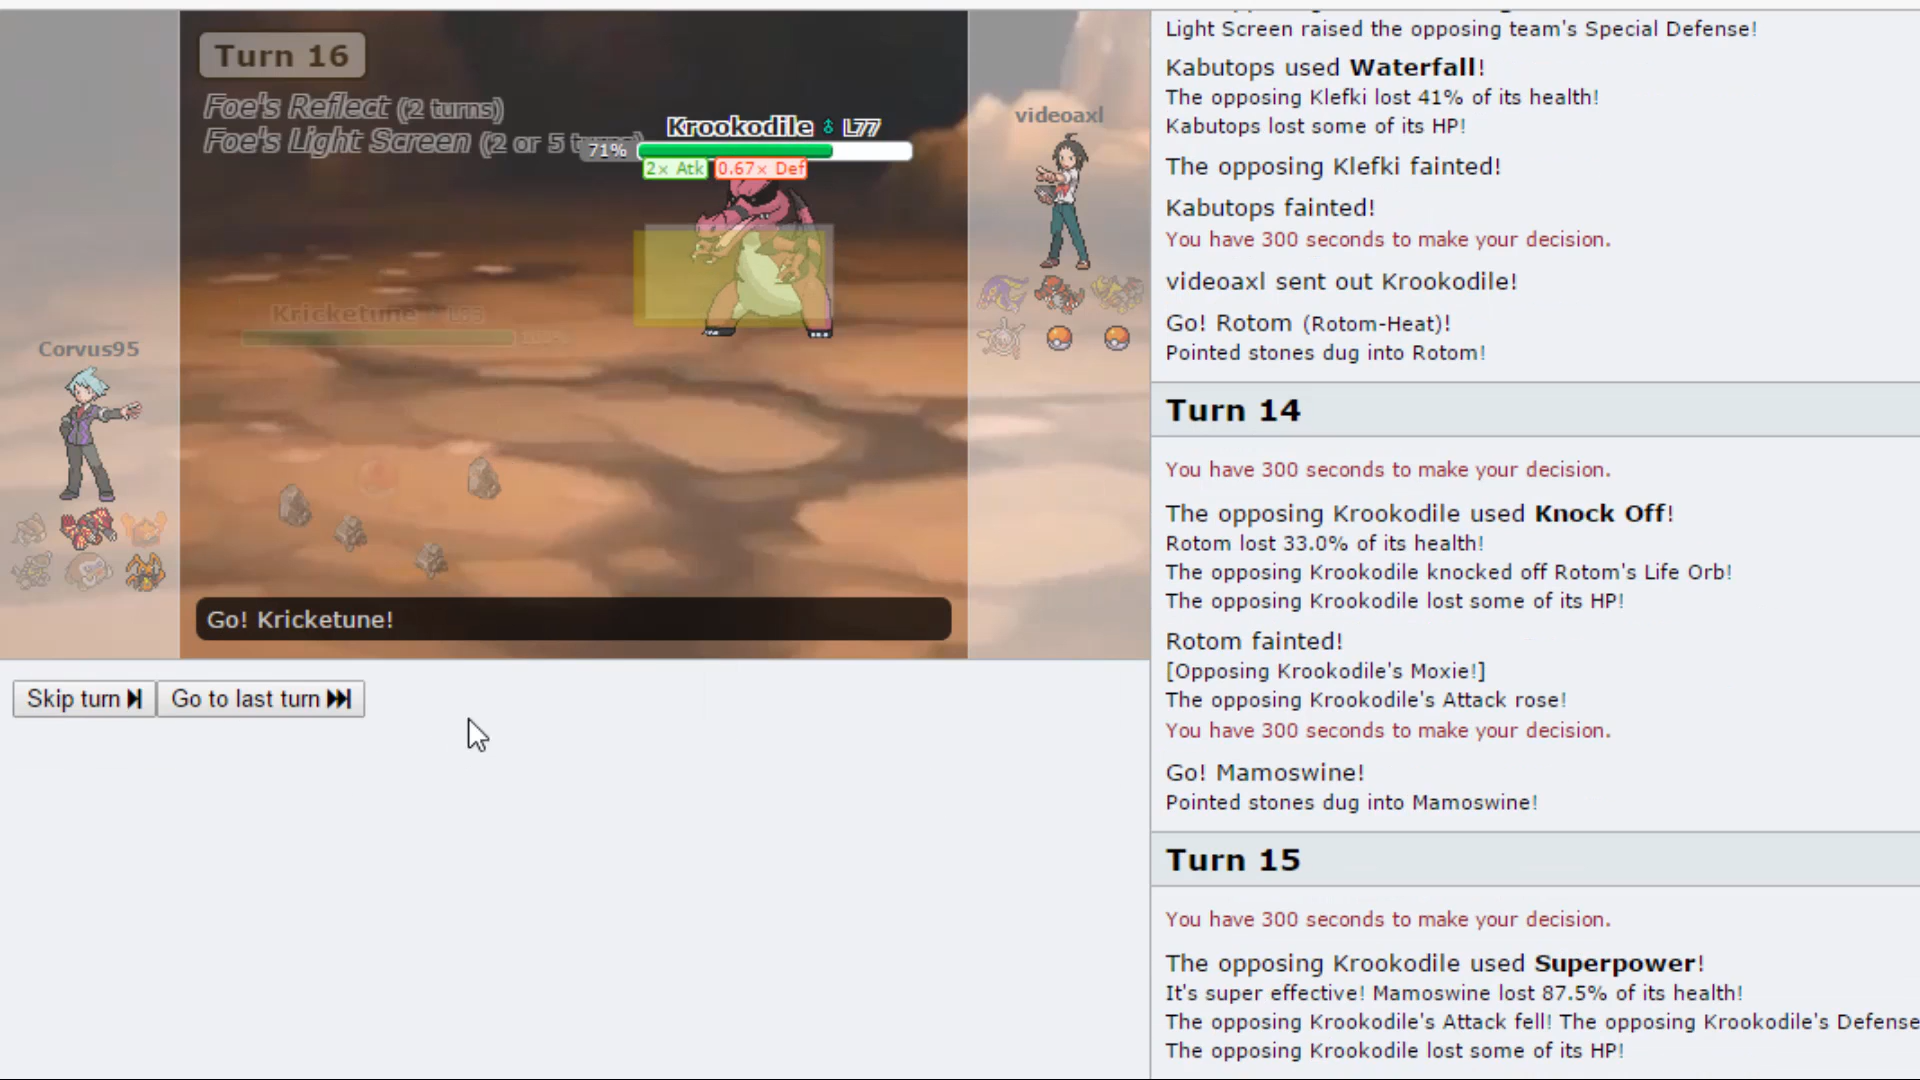 Turn 16
Foe's Reflect (2 turns)
Foe's Light Screen (2 or 5 turns)
Krookodile ♂ L77
71%
2× Atk 0.67× Def
Kricketune
Corvus95
videoaxl
Go! Kricketune!
Skip turn
Go to last turn
Light Screen raised the opposing team's Special Defense!
Kabutops used Waterfall!
The opposing Klefki lost 41% of its health!
Kabutops lost some of its HP!
The opposing Klefki fainted!
Kabutops fainted!
You have 300 seconds to make your decision.
videoaxl sent out Krookodile!
Go! Rotom (Rotom-Heat)!
Pointed stones dug into Rotom!
Turn 14
You have 300 seconds to make your decision.
The opposing Krookodile used Knock Off!
Rotom lost 33.0% of its health!
The opposing Krookodile knocked off Rotom's Life Orb!
The opposing Krookodile lost some of its HP!
Rotom fainted!
[Opposing Krookodile's Moxie!]
The opposing Krookodile's Attack rose!
You have 300 seconds to make your decision.
Go! Mamoswine!
Pointed stones dug into Mamoswine!
Turn 15
You have 300 seconds to make your decision.
The opposing Krookodile used Superpower!
It's super effective! Mamoswine lost 87.5% of its health!
The opposing Krookodile's Attack fell! The opposing Krookodile's Defense
The opposing Krookodile lost some of its HP!